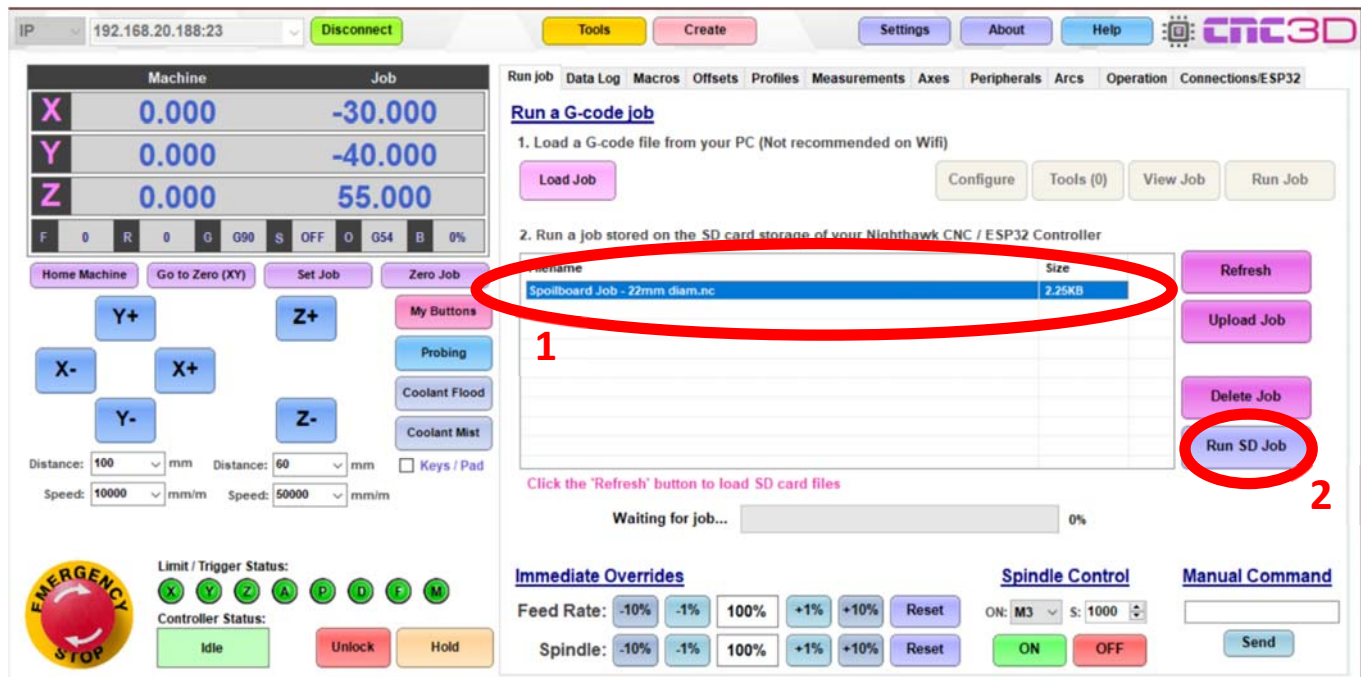 IP 192.168.20.188:23 Disconnect Tools Create Settings About Help CNC3D
Machine Job
X 0.000 -30.000
Y 0.000 -40.000
Z 0.000 55.000
F 0 R 0 G G90 S OFF O G54 B 0%
Home Machine Go to Zero (XY) Set Job Zero Job
Y+ Z+ My Buttons
Probing
X- X+
Coolant Flood
Y- Z-
Coolant Mist
Distance: 100 mm Distance: 60 mm Keys / Pad
Speed: 10000 mm/m Speed: 50000 mm/m
EMERGENCY
STOP
Limit / Trigger Status:
X Y Z A P D F M
Controller Status:
Idle Unlock Hold
Run job Data Log Macros Offsets Profiles Measurements Axes Peripherals Arcs Operation Connections/ESP32
Run a G-code job
1. Load a G-code file from your PC (Not recommended on Wifi)
Load Job Configure Tools (0) View Job Run Job
2. Run a job stored on the SD card storage of your Nighthawk CNC / ESP32 Controller
Filename Size
Spoilboard Job - 22mm diam.nc 2.25KB
1
Refresh
Upload Job
Delete Job
Run SD Job
2
Click the 'Refresh' button to load SD card files
Waiting for job... 0%
Immediate Overrides
Feed Rate: -10% -1% 100% +1% +10% Reset
Spindle: -10% -1% 100% +1% +10% Reset
Spindle Control
ON: M3 S: 1000
ON OFF
Manual Command
Send